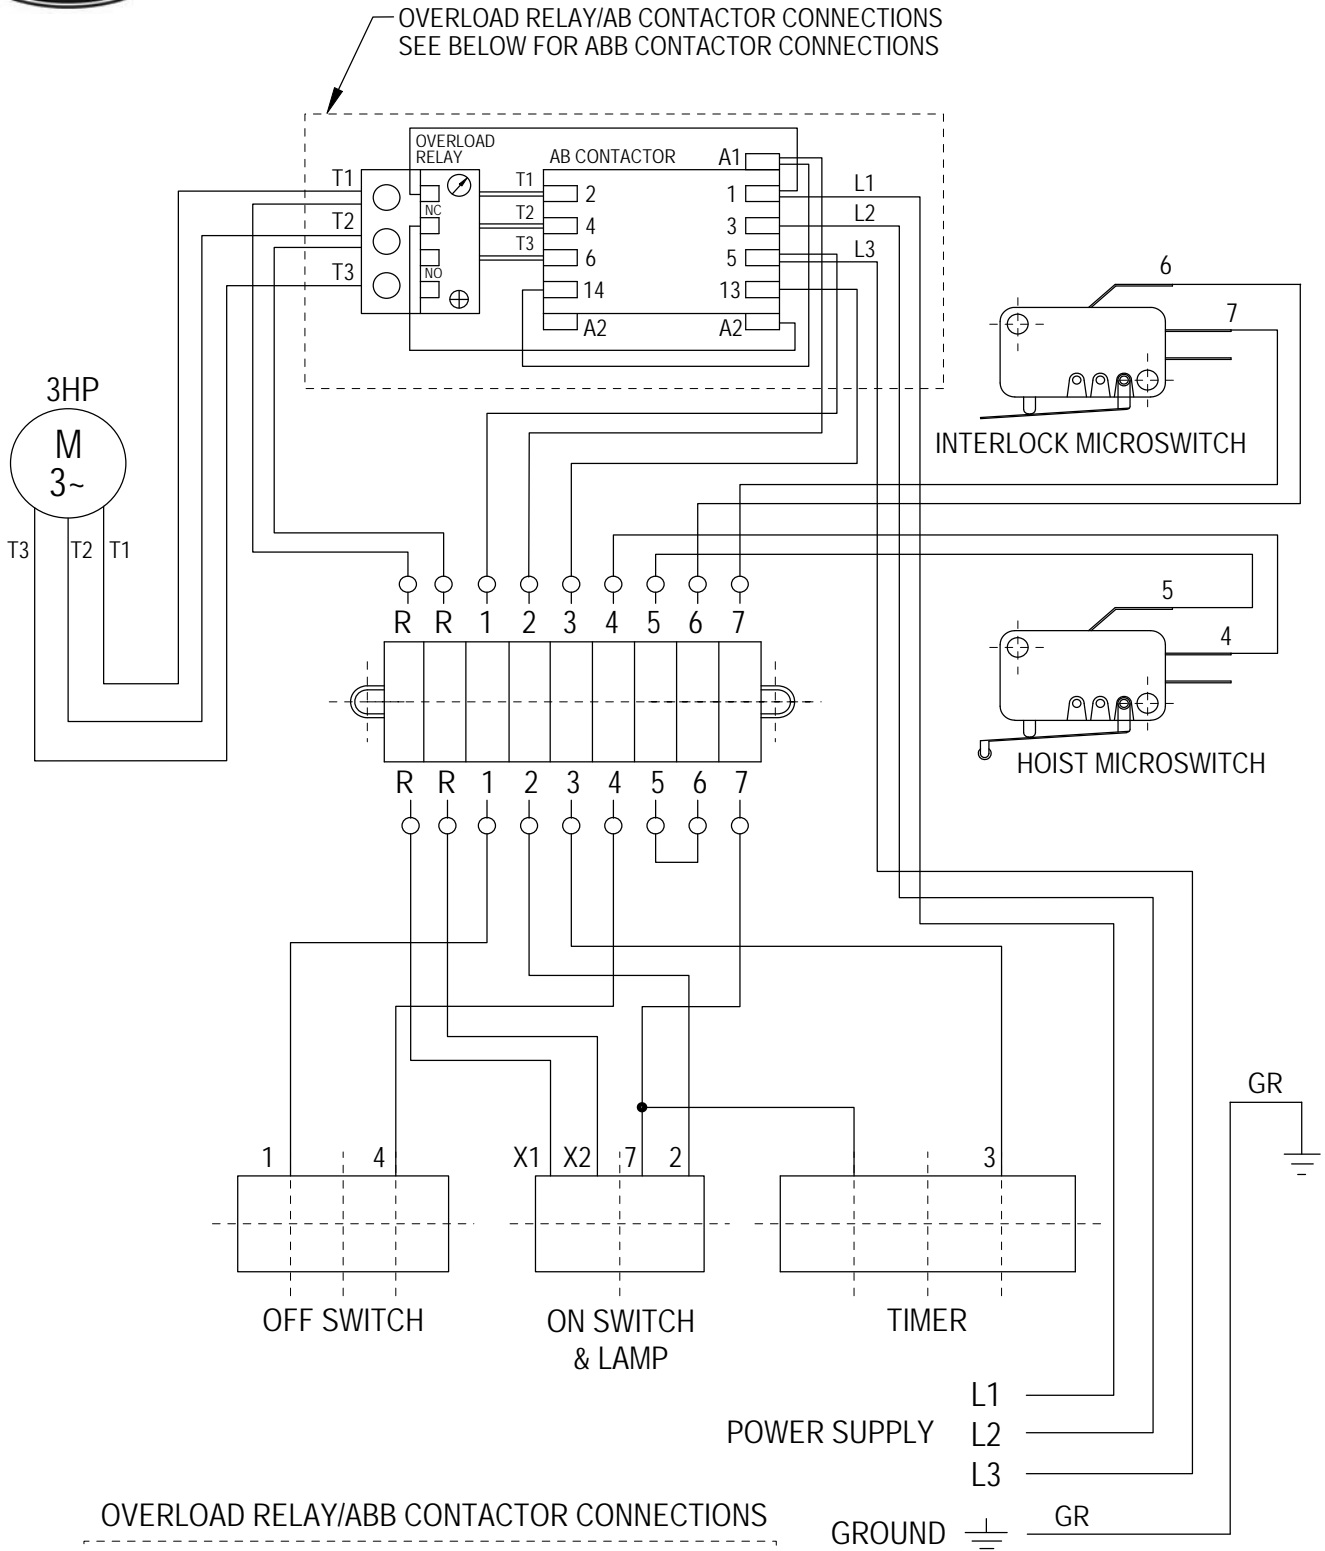 OVERLOAD RELAY/AB CONTACTOR CONNECTIONS
SEE BELOW FOR ABB CONTACTOR CONNECTIONS
OVERLOAD
RELAY
AB CONTACTOR
A1
T1
T1
2
1
L1
NC
T2
T2
4
3
L2
T3
6
5
L3
T3
NO
14
13
A2
A2
6
7
INTERLOCK MICROSWITCH
3HP
M
3~
T3
T2
T1
5
4
HOIST MICROSWITCH
R R 1 2 3 4 5 6 7
R R 1 2 3 4 5 6 7
GR
1
4
X1
X2
7
2
3
OFF SWITCH
ON SWITCH
& LAMP
TIMER
L1
POWER SUPPLY
L2
L3
OVERLOAD RELAY/ABB CONTACTOR CONNECTIONS
GROUND
GR